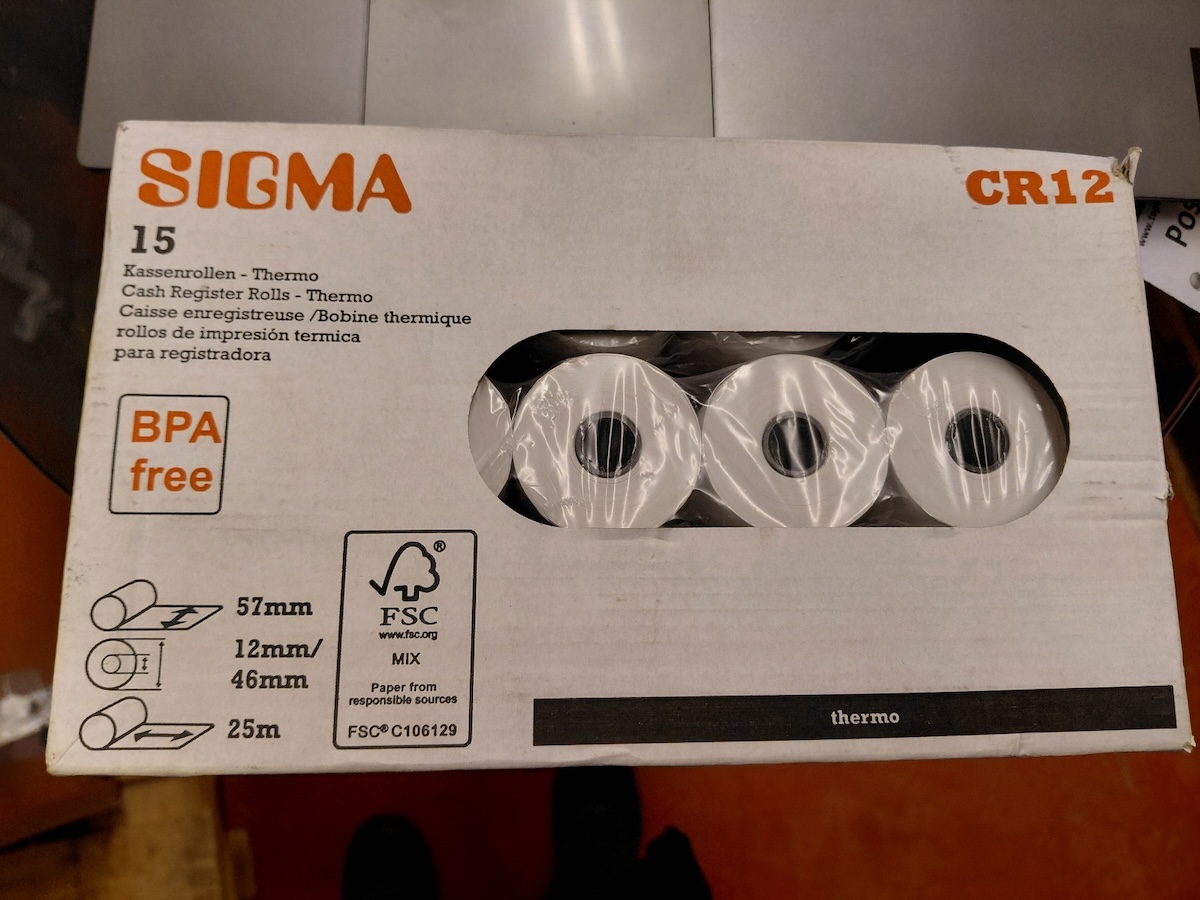 SIGMA
CR12
15
Kassenrollen - Thermo
Cash Register Rolls - Thermo
Caisse enregistreuse /Bobine thermique
rollos de impresión termica
para registradora
BPA
free
57mm
12mm/
46mm
25m
®
FSC
www.fsc.org
MIX
Paper from
responsible sources
FSC® C106129
thermo